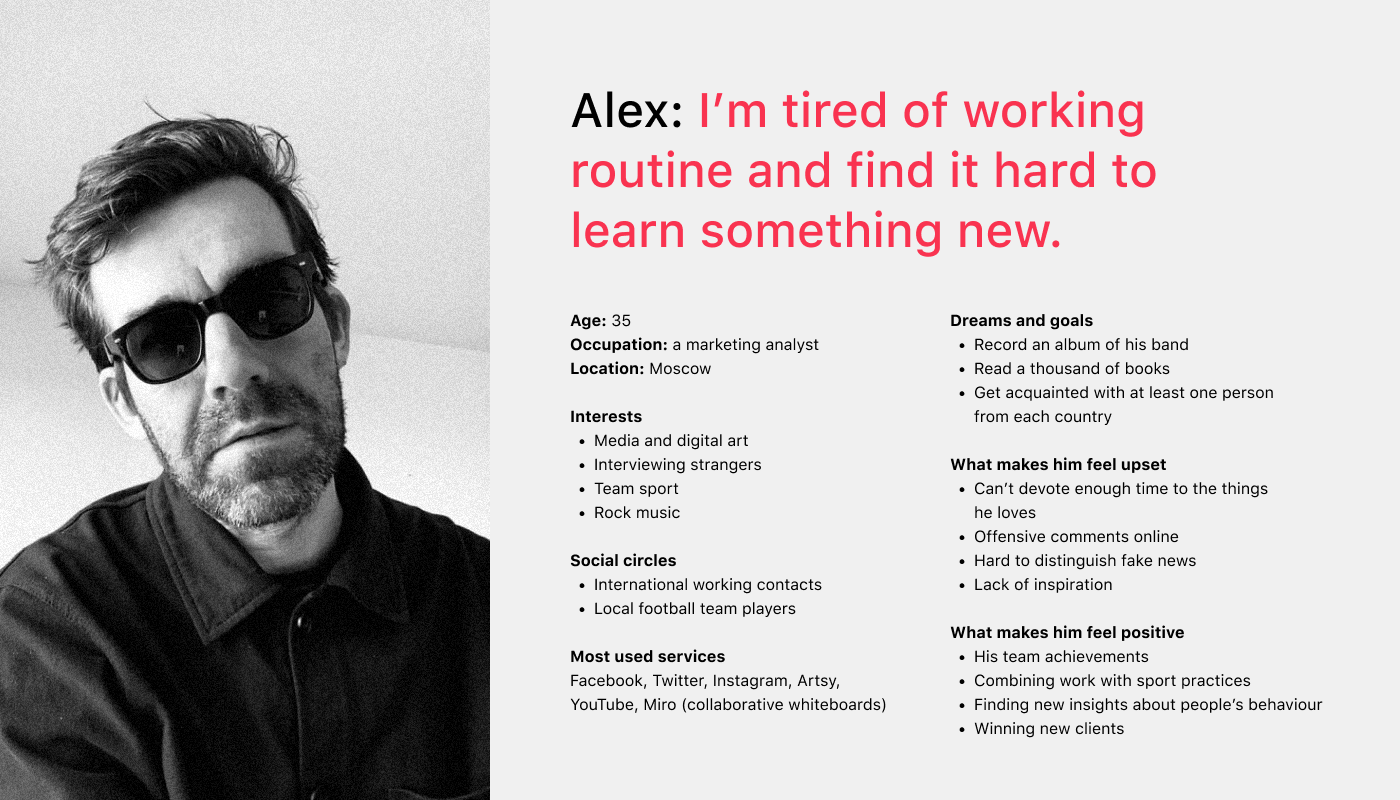 Alex: I’m tired of working
routine and find it hard to
learn something new.
Age: 35
Occupation: a marketing analyst
Location: Moscow
Interests
• Media and digital art
• Interviewing strangers
• Team sport
• Rock music
Social circles
• International working contacts
• Local football team players
Most used services
Facebook, Twitter, Instagram, Artsy,
YouTube, Miro (collaborative whiteboards)
Dreams and goals
• Record an album of his band
• Read a thousand of books
• Get acquainted with at least one person
from each country
What makes him feel upset
• Can’t devote enough time to the things
he loves
• Offensive comments online
• Hard to distinguish fake news
• Lack of inspiration
What makes him feel positive
• His team achievements
• Combining work with sport practices
• Finding new insights about people’s behaviour
• Winning new clients